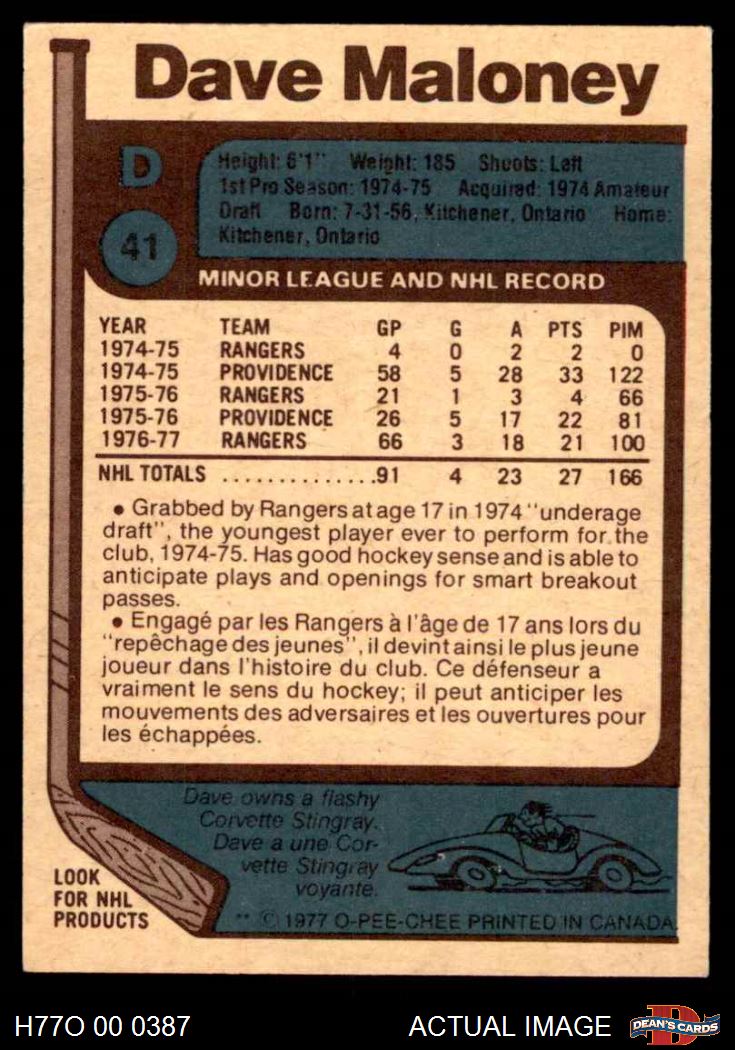 Dave Maloney
D
41
Height: 6'1" Weight: 185 Shoots: Left
1st Pro Season: 1974-75 Acquired: 1974 Amateur
Draft Born: 7-31-56, Kitchener, Ontario Home:
Kitchener, Ontario
MINOR LEAGUE AND NHL RECORD
YEAR TEAM GP G A PTS PIM
1974-75 RANGERS 4 0 2 2 0
1974-75 PROVIDENCE 58 5 28 33 122
1975-76 RANGERS 21 1 3 4 66
1975-76 PROVIDENCE 26 5 17 22 81
1976-77 RANGERS 66 3 18 21 100
NHL TOTALS ..............91 4 23 27 166
• Grabbed by Rangers at age 17 in 1974 "underage
draft", the youngest player ever to perform for the
club, 1974-75. Has good hockey sense and is able to
anticipate plays and openings for smart breakout
passes.
• Engagé par les Rangers à l'âge de 17 ans lors du
"repêchage des jeunes", il devint ainsi le plus jeune
joueur dans l'histoire du club. Ce défenseur a
vraiment le sens du hockey; il peut anticiper les
mouvements des adversaires et les ouvertures pour
les échappées.
Dave owns a flashy
Corvette Stingray.
Dave a une Cor-
vette Stingray
voyante.
LOOK
FOR NHL
PRODUCTS
** © 1977 O-PEE-CHEE PRINTED IN CANADA
H77O 00 0387
ACTUAL IMAGE
D
DEAN'S CARDS